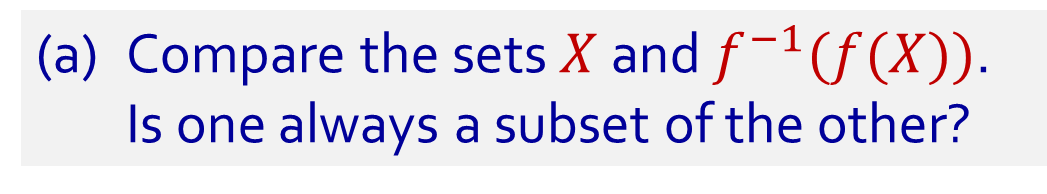 (a) Compare the sets X and f⁻¹(f(X)).
Is one always a subset of the other?